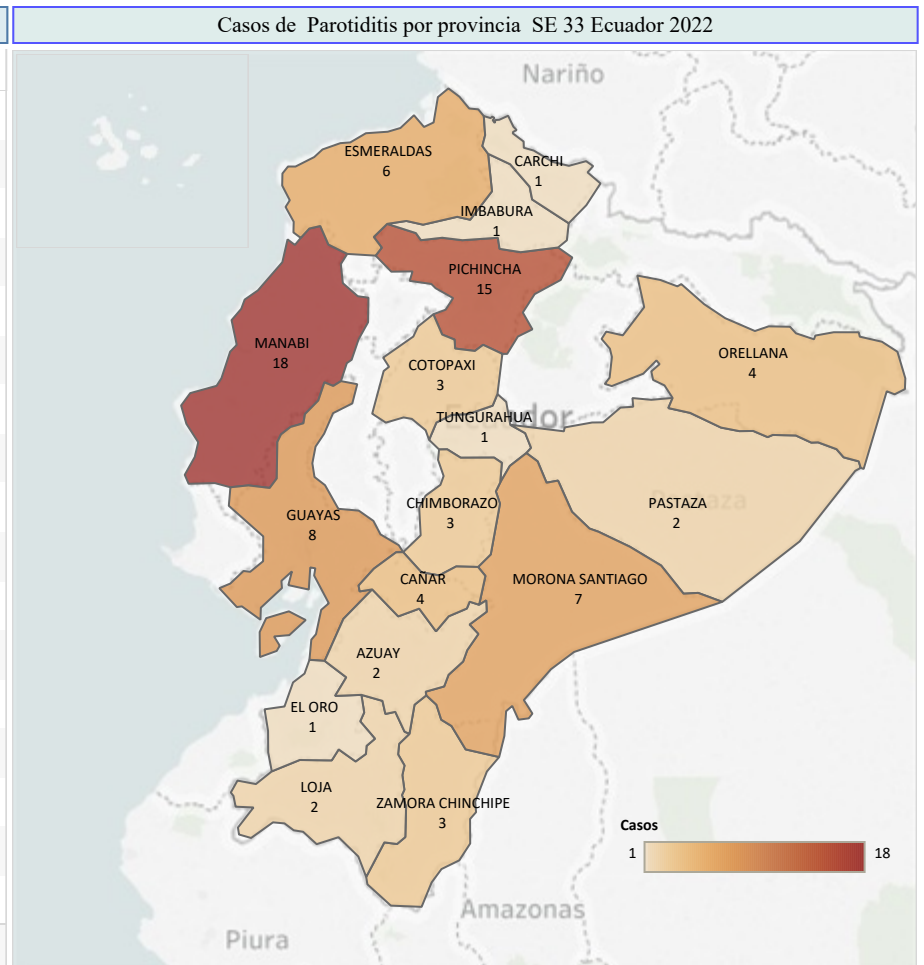 Casos de Parotiditis por provincia SE 33 Ecuador 2022
Nariño
ESMERALDAS
6
CARCHI
1
IMBABURA
1
PICHINCHA
15
MANABI
18
ORELLANA
4
COTOPAXI
3
Ecuador
TUNGURAHUA
1
GUAYAS
8
CHIMBORAZO
3
Pastaza
PASTAZA
2
CAÑAR
4
MORONA SANTIAGO
7
AZUAY
2
EL ORO
1
LOJA
2
ZAMORA CHINCHIPE
3
Casos
1 18
Amazonas
Piura